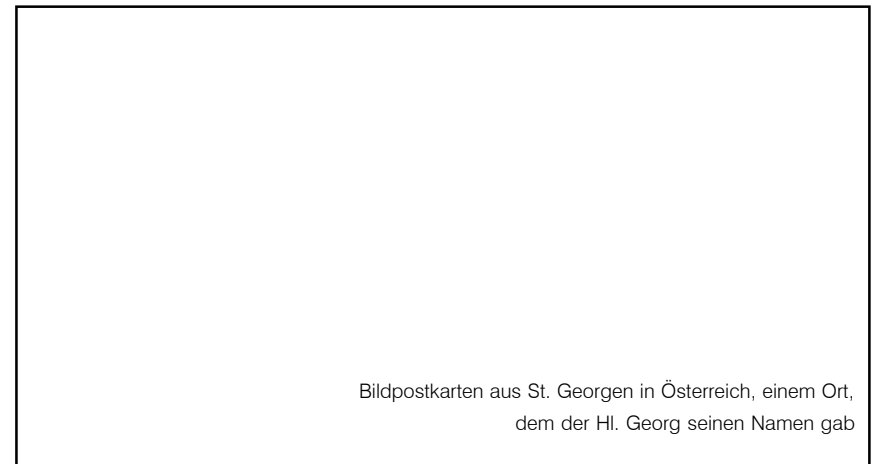 Bildpostkarten aus St. Georgen in Österreich, einem Ort,
dem der Hl. Georg seinen Namen gab